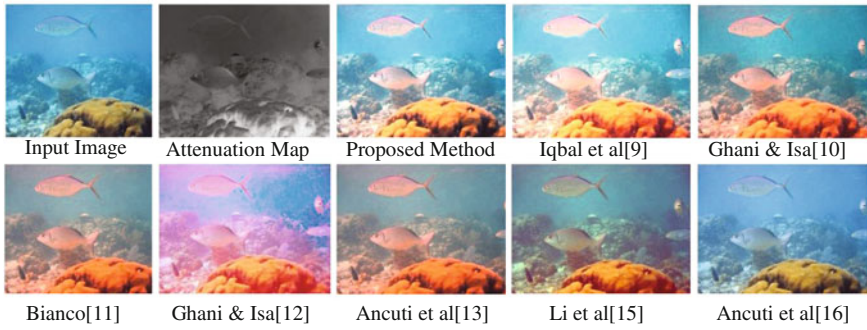 Input Image Attenuation Map Proposed Method Iqbal et al[9] Ghani & Isa[10]
Bianco[11] Ghani & Isa[12] Ancuti et al[13] Li et al[15] Ancuti et al[16]